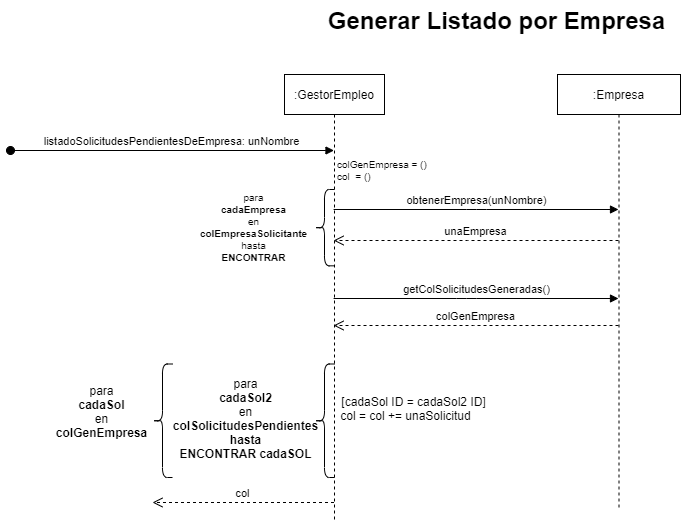 Generar Listado por Empresa
:GestorEmpleo
:Empresa
listadoSolicitudesPendientesDeEmpresa: unNombre
colGenEmpresa = ()
col = ()
para
cadaEmpresa
en
colEmpresaSolicitante
hasta
ENCONTRAR
obtenerEmpresa(unNombre)
unaEmpresa
getColSolicitudesGeneradas()
colGenEmpresa
para
cadaSol
en
colGenEmpresa
para
cadaSol2
en
colSolicitudesPendientes
hasta
ENCONTRAR cadaSOL
[cadaSol ID = cadaSol2 ID]
col = col += unaSolicitud
col